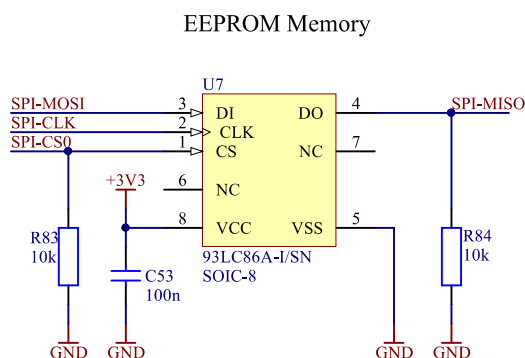 EEPROM Memory
U7
SPI-MOSI 3 DI DO 4 SPI-MISO
SPI-CLK 2 CLK
SPI-CS0 1 CS NC 7
+3V3 6 NC
8 VCC VSS 5
R83
10k
93LC86A-I/SN
SOIC-8
R84
10k
C53
100n
GND GND GND GND